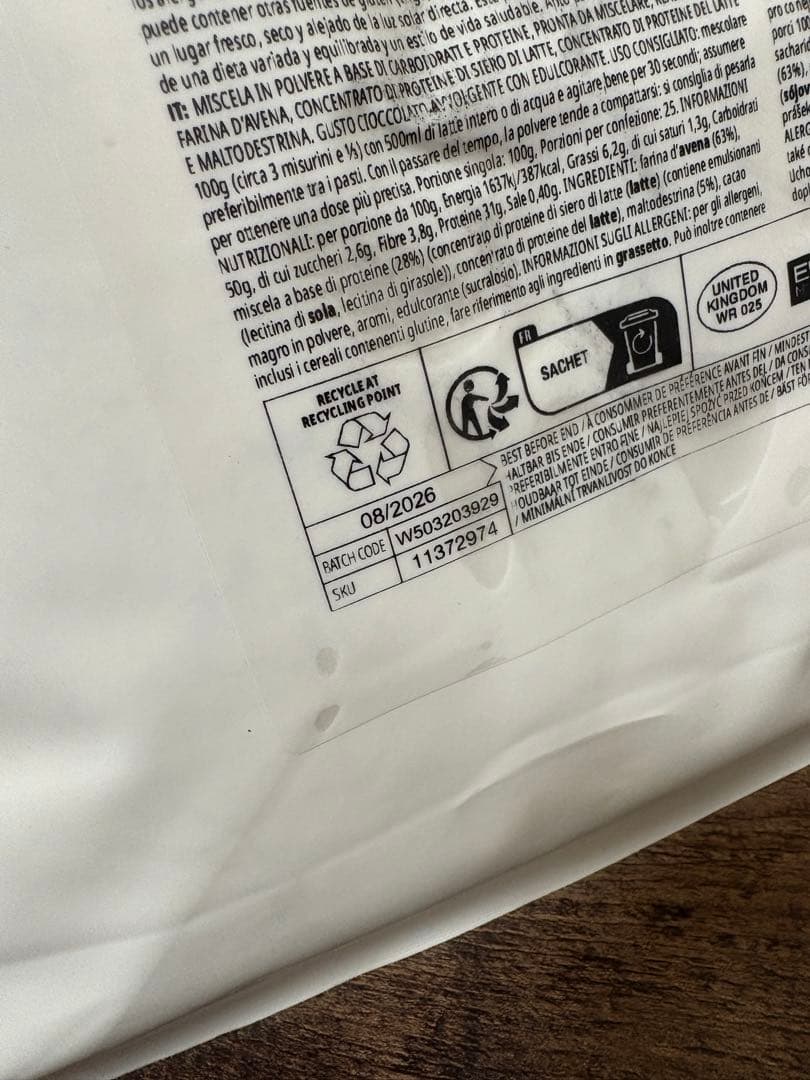 puede contener otras fuentes de
un lugar fresco, seco y alejado de la luz solar directa.
de una dieta variada y equilibrada y un estilo de vida saludable.
IT: MISCELA IN POLVERE A BASE DI CARBOIDRATI E PROTEINE, PRONTA DA MISCELARE,
FARINA D'AVENA, CONCENTRATO DI PROTEINE DI SIERO DI LATTE, CONCENTRATO DI PROTEINE DEL LATTE
E MALTODESTRINA. GUSTO CIOCCOLATO AVVOLGENTE CON EDULCORANTE. USO CONSIGLIATO: mescolare
100g (circa 3 misurini e ⅓) con 500ml di latte intero o di acqua e agitare bene per 30 secondi; assumere
preferibilmente tra i pasti. Con il passare del tempo, la polvere tende a compattarsi: si consiglia di pesarla
per ottenere una dose più precisa. Porzione singola: 100g, Porzioni per confezione: 25. INFORMAZIONI
NUTRIZIONALI: per porzione da 100g, Energia 1637kJ/387kcal, Grassi 6,2g, di cui saturi 1,3g, Carboidrati
50g, di cui zuccheri 2,6g, Fibre 3,8g, Proteine 31g, Sale 0,40g. INGREDIENTI: farina d'avena (63%),
miscela a base di proteine (28%) (concentrato di proteine di siero di latte (latte) (contiene emulsionanti
(lecitina di sola, lecitina di girasole)), concentrato di proteine del latte), maltodestrina (5%), cacao
magro in polvere, aromi, edulcorante (sucralosio). INFORMAZIONI SUGLI ALLERGENI: per gli allergeni,
inclusi i cereali contenenti glutine, fare riferimento agli ingredienti in grassetto. Può inoltre contenere
(63%),
(sójov
prášek
ALERG
také o
Ucho
RECYCLE AT
RECYCLING POINT
FR
SACHET
UNITED
KINGDOM
WR 025
08/2026
BATCH CODE W503203929
SKU 11372974
BEST BEFORE END / À CONSOMMER DE PRÉFÉRENCE AVANT FIN / MINDEST
HALTBAR BIS ENDE / CONSUMIR PREFERENTEMENTE ANTES DEL / DA CONS
PREFERIBILMENTE ENTRO FINE / NAJLEPIEJ SPOŻYĆ PRZED KOŃCEM / TEN
HOUDBAAR TOT EINDE / CONSUMIR DE PREFERÊNCIA ANTES DE / BÄST FÖR
/ MINIMÁLNÍ TRVANLIVOST DO KONCE